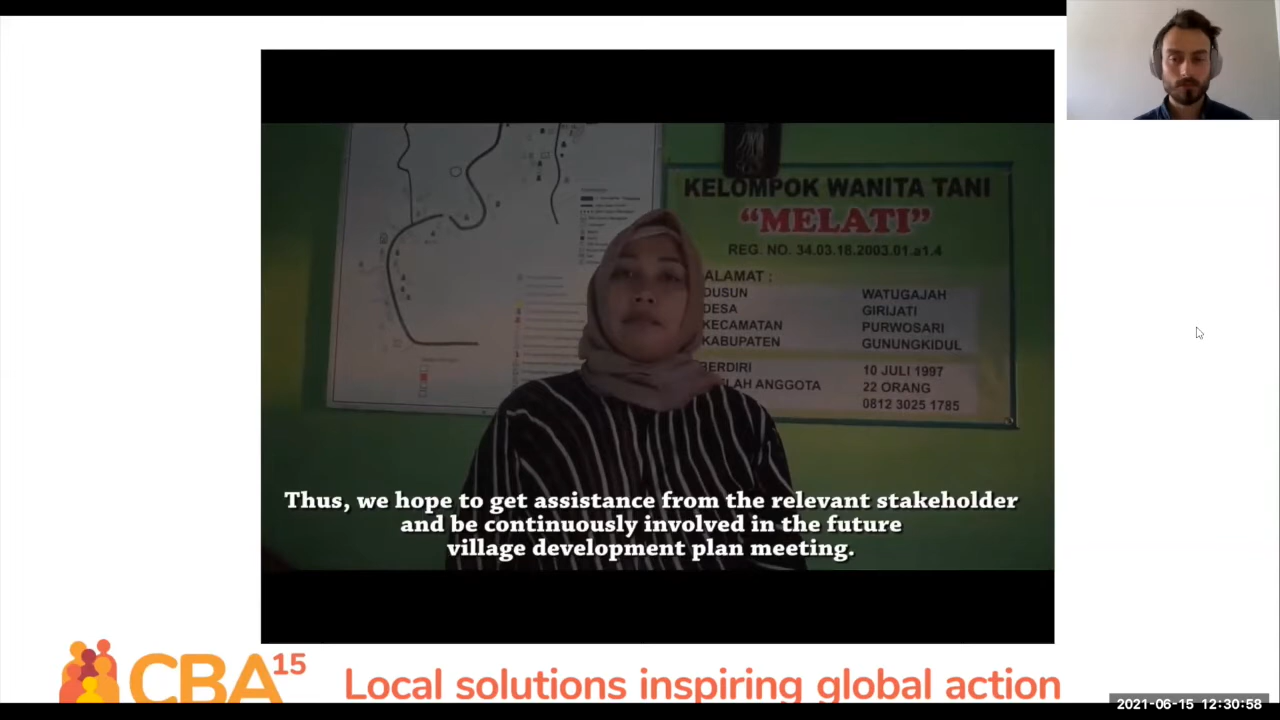 KELOMPOK WANITA TANI
“MELATI”
REG. NO. 34.03.18.2003.01.a1.4
ALAMAT :
DUSUN WATUGAJAH
DESA GIRIJATI
KECAMATAN PURWOSARI
KABUPATEN GUNUNGKIDUL
BERDIRI 10 JULI 1997
ANGGOTA 22 ORANG
0812 3025 1785
Thus, we hope to get assistance from the relevant stakeholder
and be continuously involved in the future
village development plan meeting.
CBA15
Local solutions inspiring global action
2021-06-15 12:30:58